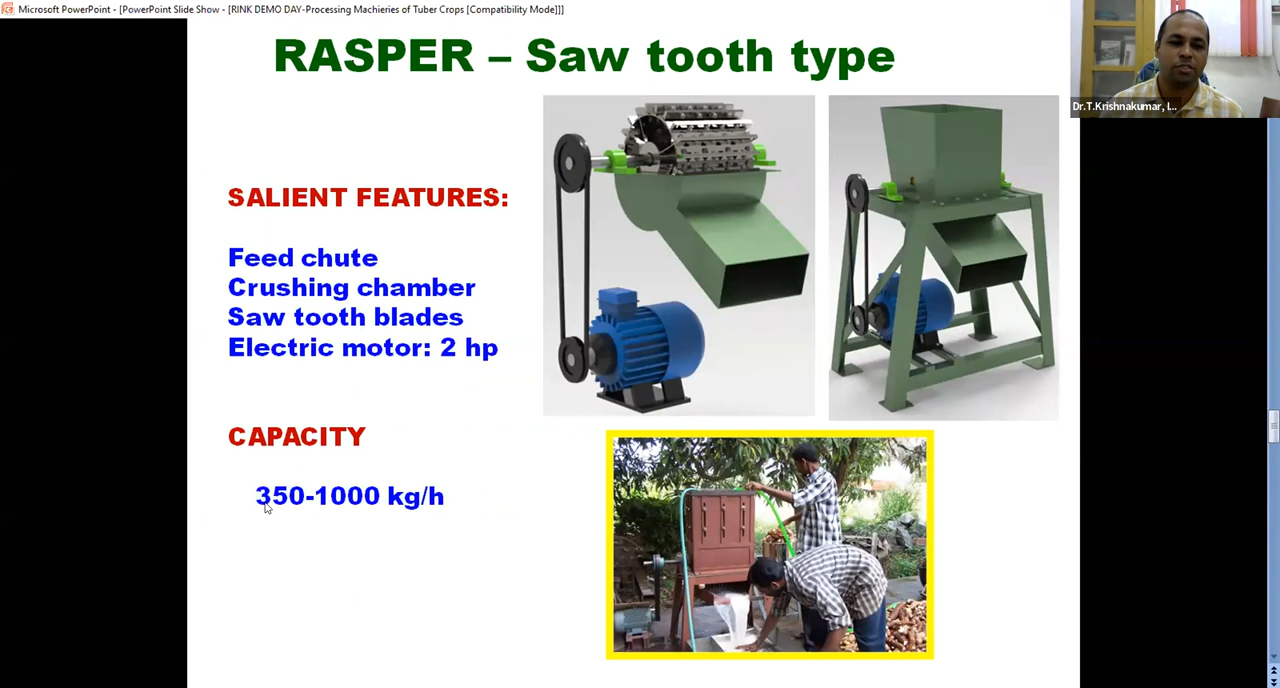 Microsoft PowerPoint - [PowerPoint Slide Show - [RINK DEMO DAY-Processing Machieries of Tuber Crops [Compatibility Mode]]]
RASPER – Saw tooth type
Dr.T.Krishnakumar, I...
SALIENT FEATURES:
Feed chute
Crushing chamber
Saw tooth blades
Electric motor: 2 hp
CAPACITY
350-1000 kg/h